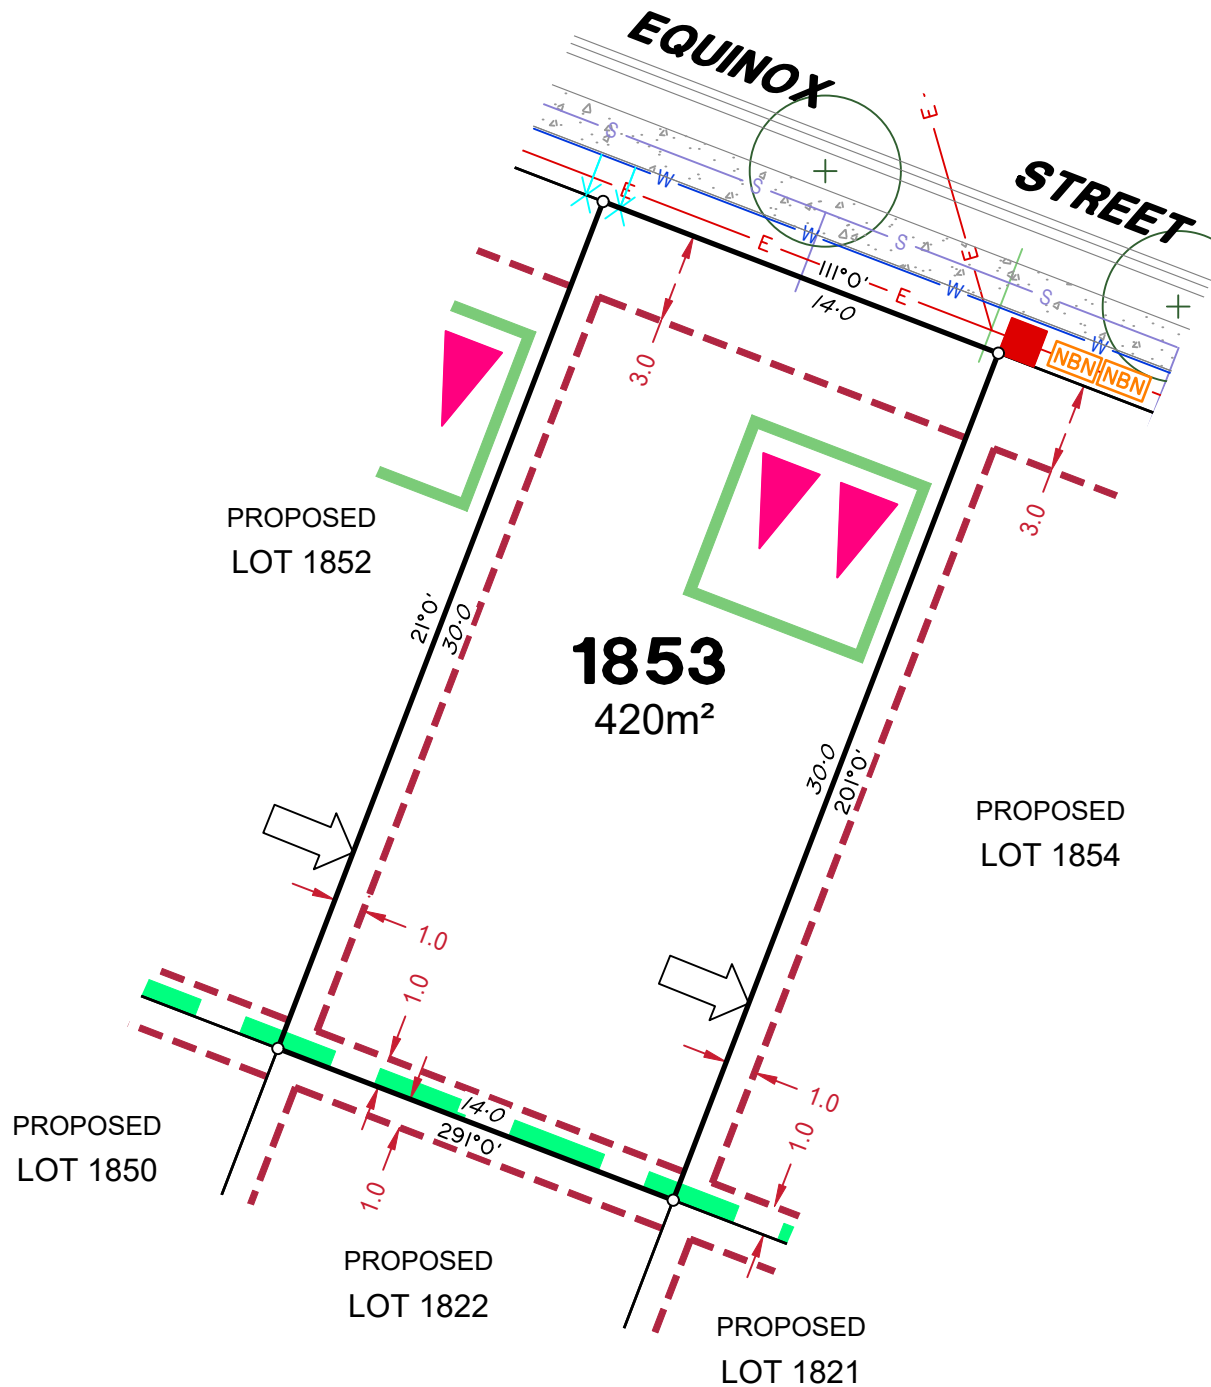 EQUINOX STREET
E
E
S
W
S
W
S
W
S
W
E
E
E
NBN
NBN
111°0'
14·0
3.0
3.0
PROPOSED
LOT 1852
21°0'
30·0
1853
420m²
30·0
201°0'
PROPOSED
LOT 1854
1.0
1.0
1.0
1.0
14·0
291°0'
1.0
PROPOSED
LOT 1850
PROPOSED
LOT 1822
PROPOSED
LOT 1821